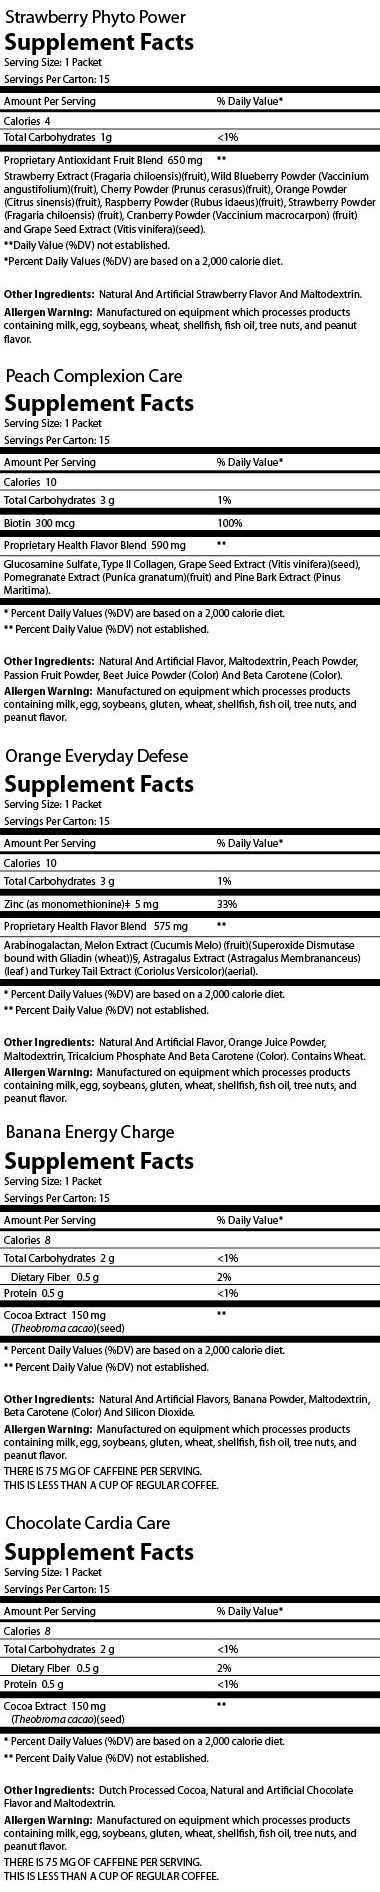 Strawberry Phyto Power
Supplement Facts
Serving Size: 1 Packet
Servings Per Carton: 15
Amount Per Serving % Daily Value*
Calories 4
Total Carbohydrates 1g <1%
Proprietary Antioxidant Fruit Blend 650 mg **
Strawberry Extract (Fragaria chiloensis)(fruit), Wild Blueberry Powder (Vaccinium
angustifolium)(fruit), Cherry Powder (Prunus cerasus)(fruit), Orange Powder
(Citrus sinensis)(fruit), Raspberry Powder (Rubus idaeus)(fruit), Strawberry Powder
(Fragaria chiloensis) (fruit), Cranberry Powder (Vaccinium macrocarpon) (fruit)
and Grape Seed Extract (Vitis vinifera)(seed).
**Daily Value (%DV) not established.
*Percent Daily Values (%DV) are based on a 2,000 calorie diet.
Other Ingredients: Natural And Artificial Strawberry Flavor And Maltodextrin.
Allergen Warning: Manufactured on equipment which processes products
containing milk, egg, soybeans, wheat, shellfish, fish oil, tree nuts, and peanut
flavor.
Peach Complexion Care
Supplement Facts
Serving Size: 1 Packet
Servings Per Carton: 15
Amount Per Serving % Daily Value*
Calories 10
Total Carbohydrates 3 g 1%
Biotin 300 mcg 100%
Proprietary Health Flavor Blend 590 mg **
Glucosamine Sulfate, Type II Collagen, Grape Seed Extract (Vitis vinifera)(seed),
Pomegranate Extract (Punica granatum)(fruit) and Pine Bark Extract (Pinus
Maritima).
* Percent Daily Values (%DV) are based on a 2,000 calorie diet.
** Percent Daily Value (%DV) not established.
Other Ingredients: Natural And Artificial Flavor, Maltodextrin, Peach Powder,
Passion Fruit Powder, Beet Juice Powder (Color) And Beta Carotene (Color).
Allergen Warning: Manufactured on equipment which processes products
containing milk, egg, soybeans, gluten, wheat, shellfish, fish oil, tree nuts, and
peanut flavor.
Orange Everyday Defese
Supplement Facts
Serving Size: 1 Packet
Servings Per Carton: 15
Amount Per Serving % Daily Value*
Calories 10
Total Carbohydrates 3 g 1%
Zinc (as monomethionine)‡ 5 mg 33%
Proprietary Health Flavor Blend 575 mg **
Arabinogalactan, Melon Extract (Cucumis Melo) (fruit)(Superoxide Dismutase
bound with Gliadin (wheat))§, Astragalus Extract (Astragalus Membrananceus)
(leaf ) and Turkey Tail Extract (Coriolus Versicolor)(aerial).
* Percent Daily Values (%DV) are based on a 2,000 calorie diet.
** Percent Daily Value (%DV) not established.
Other Ingredients: Natural And Artificial Flavor, Orange Juice Powder,
Maltodextrin, Tricalcium Phosphate And Beta Carotene (Color). Contains Wheat.
Allergen Warning: Manufactured on equipment which processes products
containing milk, egg, soybeans, gluten, wheat, shellfish, fish oil, tree nuts, and
peanut flavor.
Banana Energy Charge
Supplement Facts
Serving Size: 1 Packet
Servings Per Carton: 15
Amount Per Serving % Daily Value*
Calories 8
Total Carbohydrates 2 g <1%
Dietary Fiber 0.5 g 2%
Protein 0.5 g <1%
Cocoa Extract 150 mg **
(Theobroma cacao)(seed)
* Percent Daily Values (%DV) are based on a 2,000 calorie diet.
** Percent Daily Value (%DV) not established.
Other Ingredients: Natural And Artificial Flavors, Banana Powder, Maltodextrin,
Beta Carotene (Color) And Silicon Dioxide.
Allergen Warning: Manufactured on equipment which processes products
containing milk, egg, soybeans, gluten, wheat, shellfish, fish oil, tree nuts, and
peanut flavor.
THERE IS 75 MG OF CAFFEINE PER SERVING.
THIS IS LESS THAN A CUP OF REGULAR COFFEE.
Chocolate Cardia Care
Supplement Facts
Serving Size: 1 Packet
Servings Per Carton: 15
Amount Per Serving % Daily Value*
Calories 8
Total Carbohydrates 2 g <1%
Dietary Fiber 0.5 g 2%
Protein 0.5 g <1%
Cocoa Extract 150 mg **
(Theobroma cacao)(seed)
* Percent Daily Values (%DV) are based on a 2,000 calorie diet.
** Percent Daily Value (%DV) not established.
Other Ingredients: Dutch Processed Cocoa, Natural and Artificial Chocolate
Flavor and Maltodextrin.
Allergen Warning: Manufactured on equipment which processes products
containing milk, egg, soybeans, gluten, wheat, shellfish, fish oil, tree nuts, and
peanut flavor.
THERE IS 75 MG OF CAFFEINE PER SERVING.
THIS IS LESS THAN A CUP OF REGULAR COFFEE.